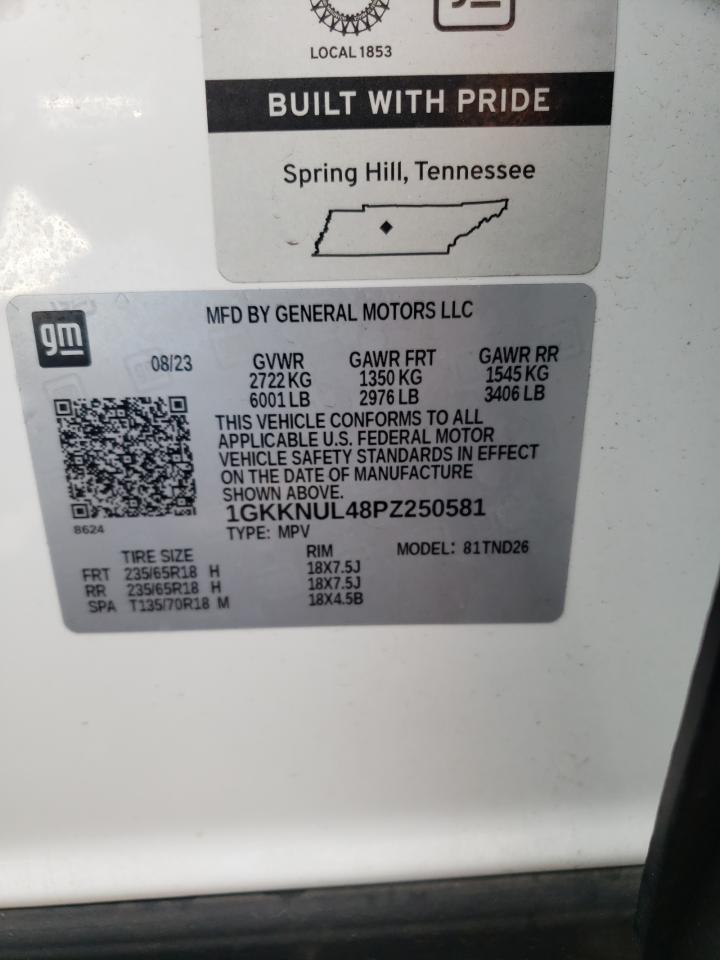 LOCAL 1853
BUILT WITH PRIDE
Spring Hill, Tennessee
gm
MFD BY GENERAL MOTORS LLC
08/23
GVWR GAWR FRT GAWR RR
2722 KG 1350 KG 1545 KG
6001 LB 2976 LB 3406 LB
THIS VEHICLE CONFORMS TO ALL
APPLICABLE U.S. FEDERAL MOTOR
VEHICLE SAFETY STANDARDS IN EFFECT
ON THE DATE OF MANUFACTURE
SHOWN ABOVE.
1GKKNUL48PZ250581
8624
TYPE: MPV
MODEL: 81TND26
TIRE SIZE RIM
FRT 235/65R18 H 18X7.5J
RR 235/65R18 H 18X7.5J
SPA T135/70R18 M 18X4.5B